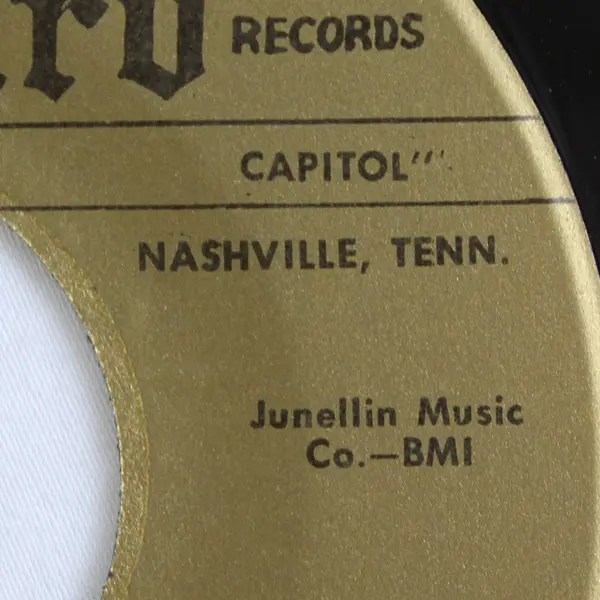 RECORDS
CAPITOL"
NASHVILLE, TENN.
Junellin Music
Co.—BMI